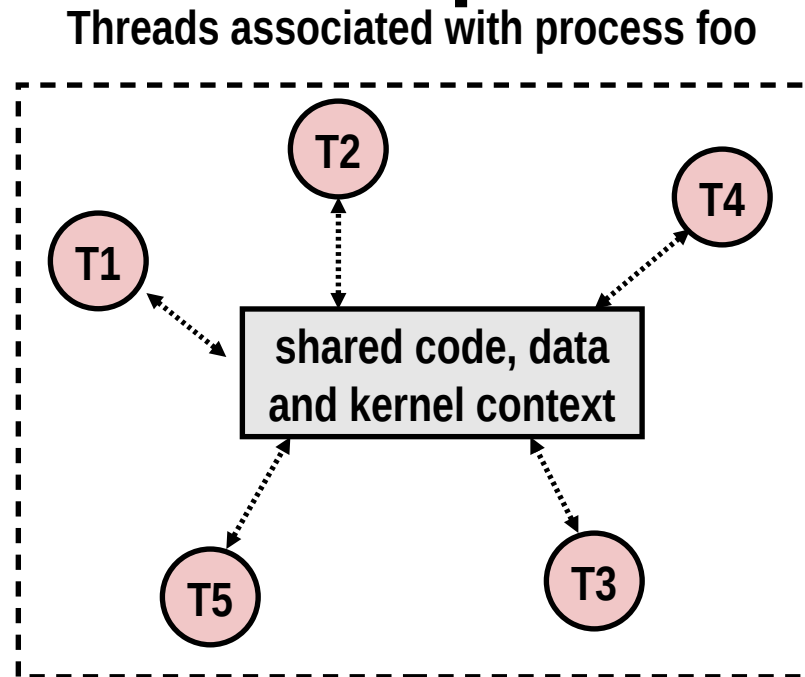 Threads associated with process foo
T2
T4
T1
shared code, data
and kernel context
T5
T3